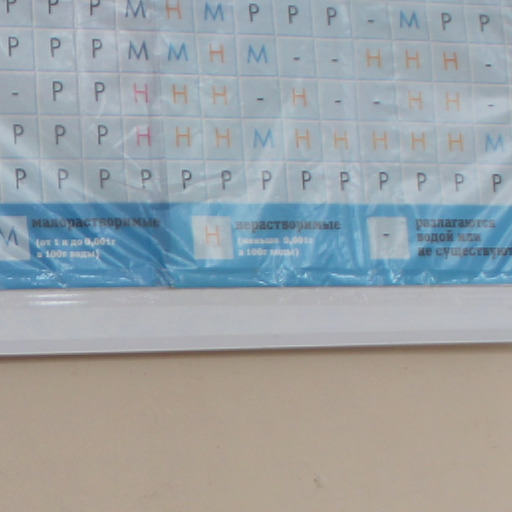 Р Р Р М Н М Р Р Р - М Р Р
Р Р Р М М Н М - - Н Н Н -
- Р Р Н Н Н - Н - - Н Н -
Р Р Р Н Н Н М Н Н Н Н Н М
Р Р Р Р Р Р Р Р Р Р Р Р Р
М малорастворимые Н нерастворимые - разлагаются
(от 1 г до 0,001г (меньше 0,001г водой или
в 100г воды) в 100г воды) не существуют